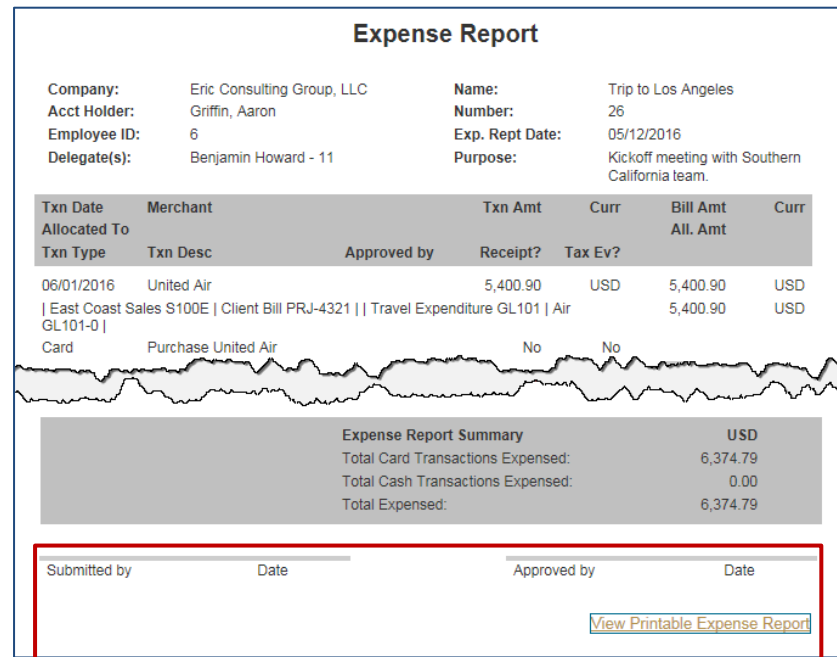 Expense Report
Company: Eric Consulting Group, LLC Name: Trip to Los Angeles
Acct Holder: Griffin, Aaron Number: 26
Employee ID: 6 Exp. Rept Date: 05/12/2016
Delegate(s): Benjamin Howard - 11 Purpose: Kickoff meeting with Southern
California team.
Txn Date Merchant Txn Amt Curr Bill Amt Curr
Allocated To All. Amt
Txn Type Txn Desc Approved by Receipt? Tax Ev?
06/01/2016 United Air 5,400.90 USD 5,400.90 USD
| East Coast Sales S100E | Client Bill PRJ-4321 | | Travel Expenditure GL101 | Air 5,400.90 USD
GL101-0 |
Card Purchase United Air No No
Expense Report Summary USD
Total Card Transactions Expensed: 6,374.79
Total Cash Transactions Expensed: 0.00
Total Expensed: 6,374.79
Submitted by Date Approved by Date
View Printable Expense Report